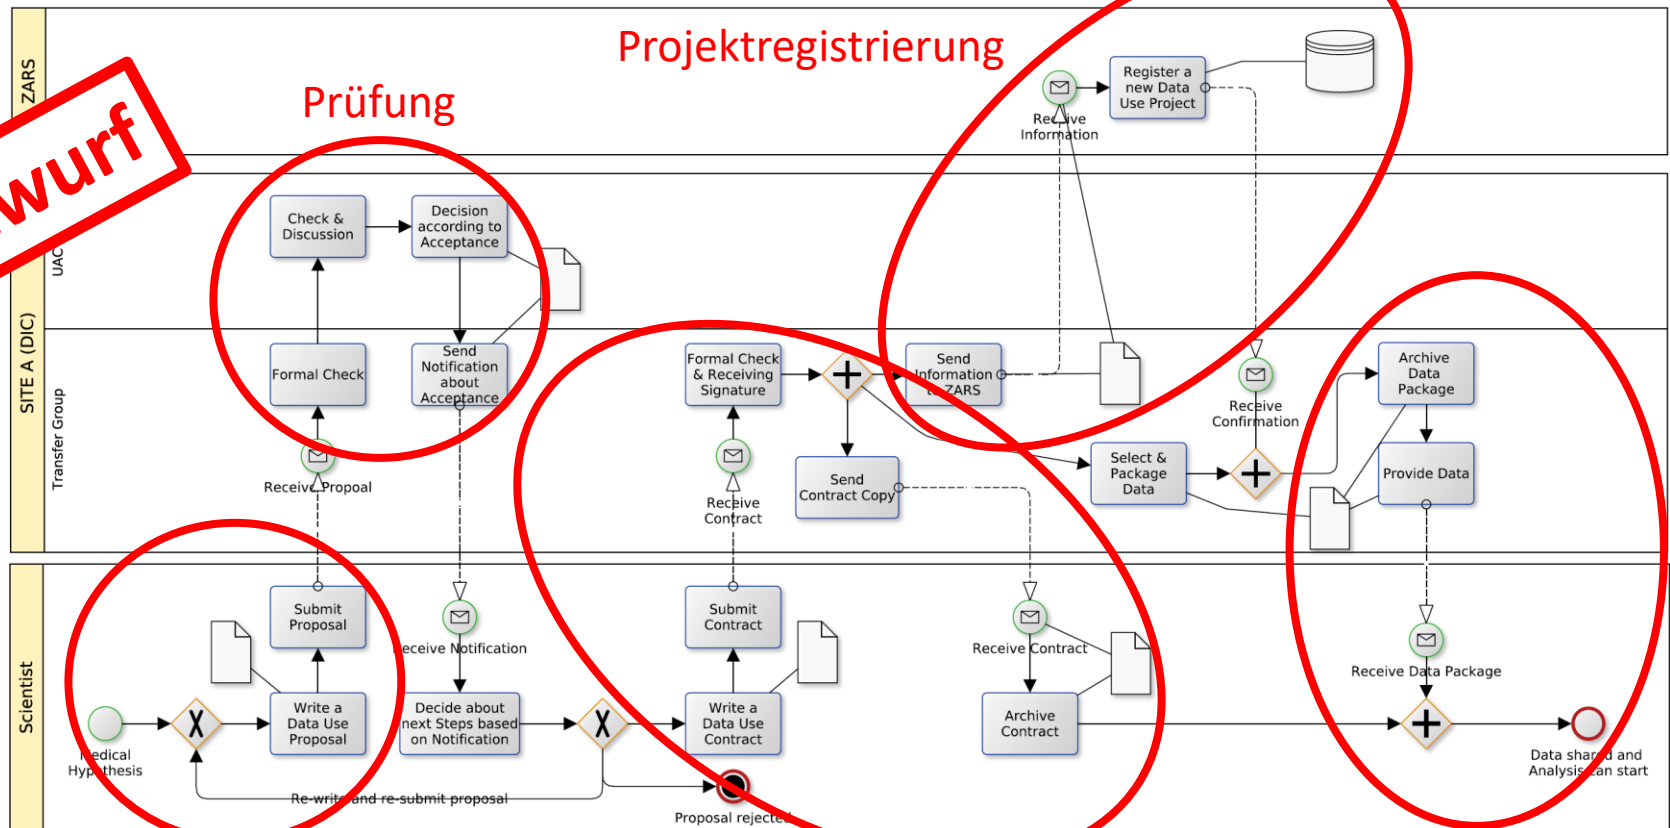 Projektregistrierung
Prüfung
wurf
ZARS
Register a
new Data
Use Project
Receive
Information
SITE A (DIC)
UAC
Check &
Discussion
Decision
according to
Acceptance
Transfer Group
Formal Check
Send
Notification
about
Acceptance
Receive Propoal
Formal Check
& Receiving
Signature
Receive
Contract
Send
Information
to ZARS
Send
Contract Copy
Select &
Package
Data
Receive
Confirmation
Archive
Data
Package
Provide Data
Scientist
Medical
Hypothesis
Submit
Proposal
Write a
Data Use
Proposal
Receive Notification
Decide about
next Steps based
on Notification
Re-write and re-submit proposal
Submit
Contract
Write a
Data Use
Contract
Proposal rejected
Receive Contract
Archive
Contract
Receive Data Package
Data shared and
Analysis can start